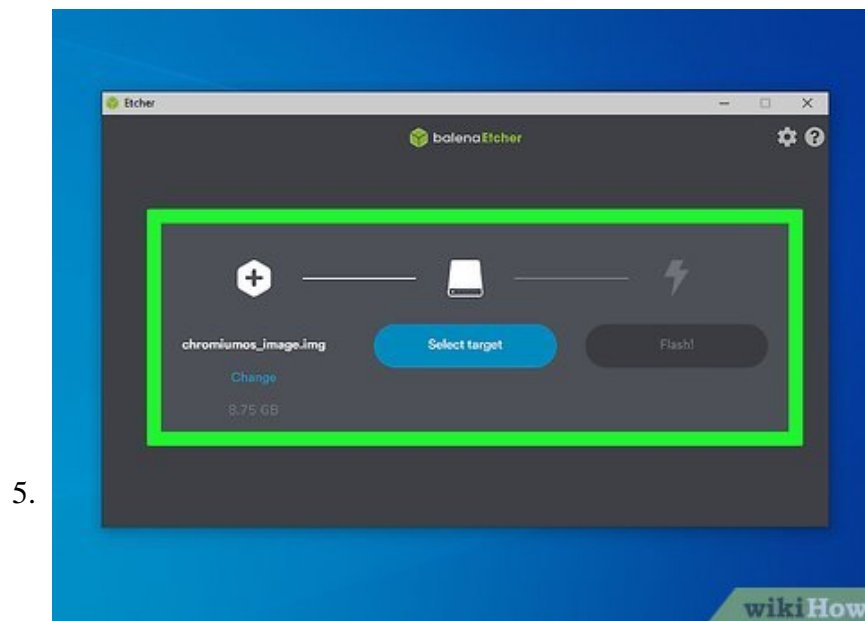 Etcher
balenaEtcher
chromiumos_image.img
Select target
Flash!
Change
8.75 GB
5.
wikiHow